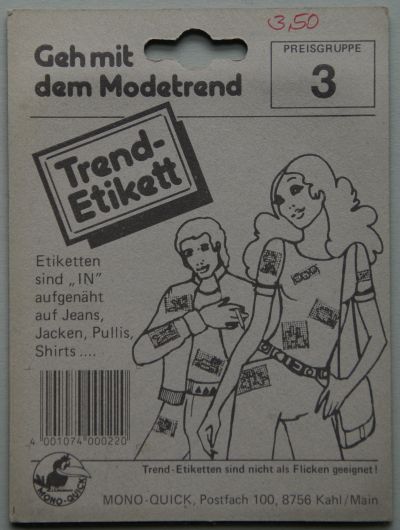 3,50
Geh mit
dem Modetrend
PREISGRUPPE
3
Trend-
Etikett
Etiketten
sind „IN”
aufgenäht
auf Jeans,
Jacken, Pullis,
Shirts ....
4 001074 000220
MONO-QUICK
Trend-Etiketten sind nicht als Flicken geeignet!
MONO-QUICK, Postfach 100, 8756 Kahl/Main